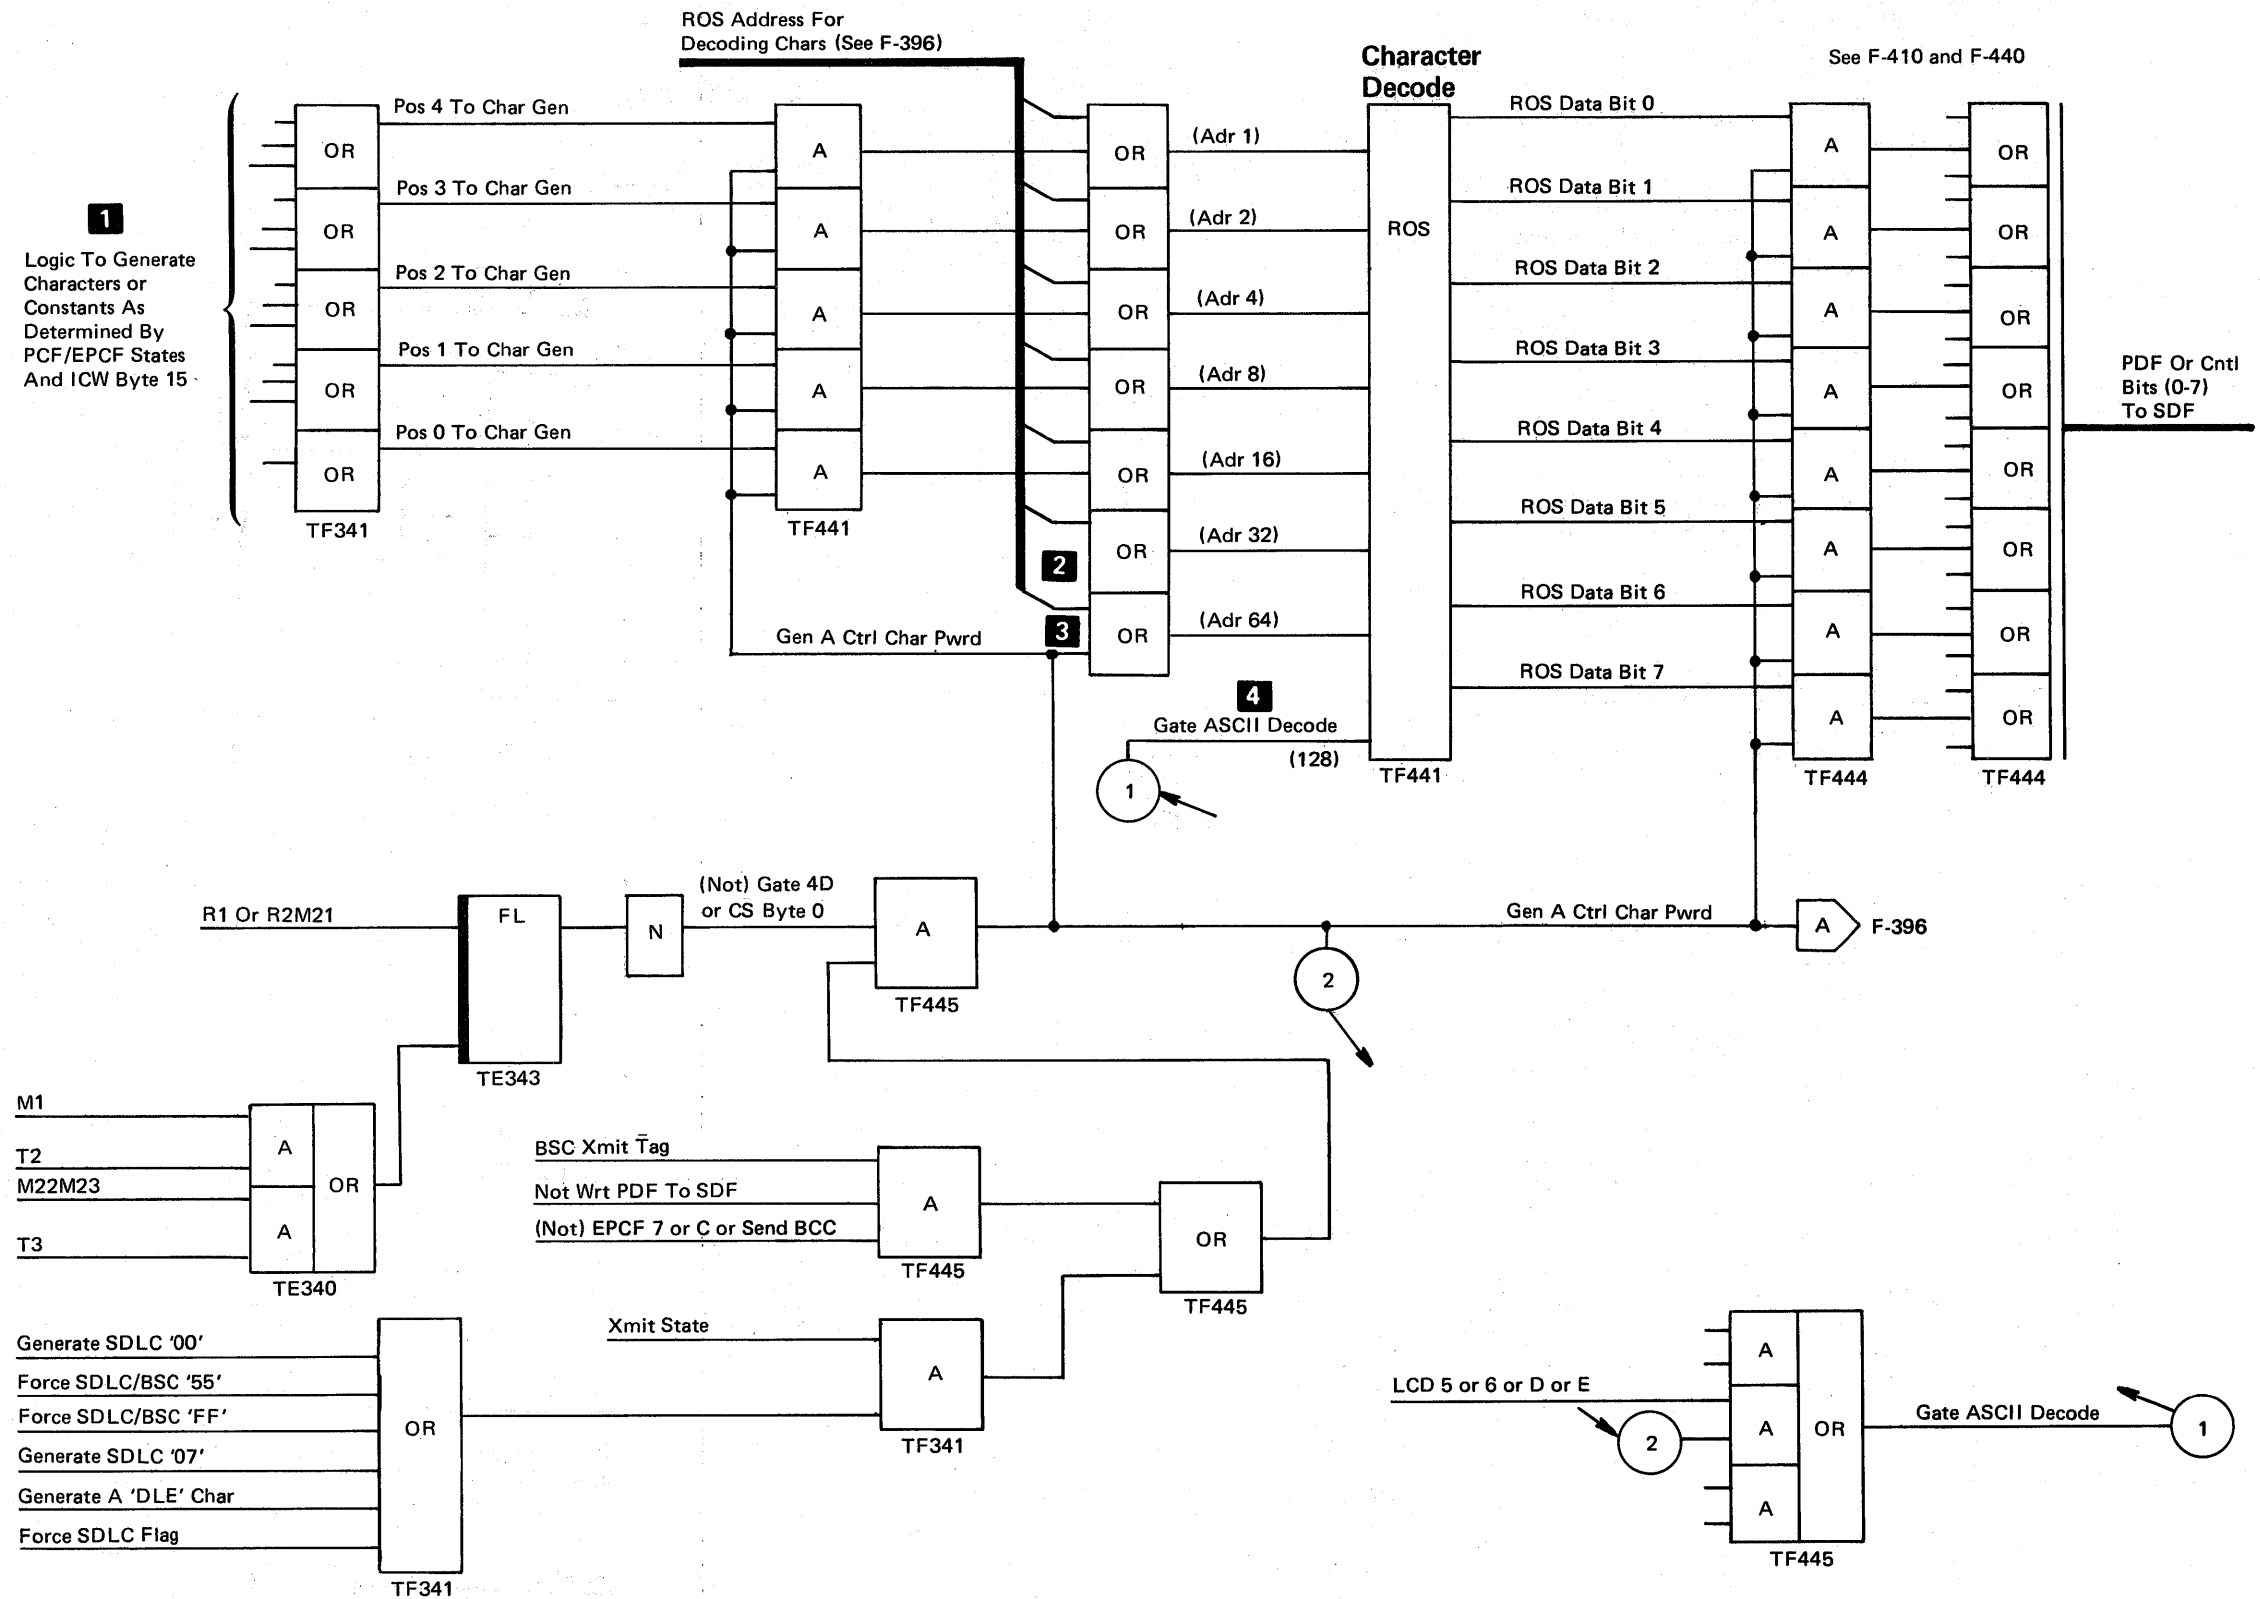 ROS Address For
Decoding Chars (See F-396)
Character
Decode
See F-410 and F-440
1
Logic To Generate
Characters or
Constants As
Determined By
PCF/EPCF States
And ICW Byte 15
OR
OR
OR
OR
OR
TF341
Pos 4 To Char Gen
Pos 3 To Char Gen
Pos 2 To Char Gen
Pos 1 To Char Gen
Pos 0 To Char Gen
A
A
A
A
A
TF441
Gen A Ctrl Char Pwrd
2
3
OR
OR
OR
OR
OR
OR
OR
(Adr 1)
(Adr 2)
(Adr 4)
(Adr 8)
(Adr 16)
(Adr 32)
(Adr 64)
4
Gate ASCII Decode
(128)
1
ROS
TF441
ROS Data Bit 0
ROS Data Bit 1
ROS Data Bit 2
ROS Data Bit 3
ROS Data Bit 4
ROS Data Bit 5
ROS Data Bit 6
ROS Data Bit 7
A
A
A
A
A
A
A
A
TF444
OR
OR
OR
OR
OR
OR
OR
OR
TF444
PDF Or Cntl
Bits (0-7)
To SDF
R1 Or R2M21
FL
TE343
N
(Not) Gate 4D
or CS Byte 0
A
TF445
2
Gen A Ctrl Char Pwrd
A
F-396
M1
T2
M22M23
T3
A
A
OR
TE340
BSC Xmit Tag
Not Wrt PDF To SDF
(Not) EPCF 7 or C or Send BCC
A
TF445
OR
TF445
Generate SDLC '00'
Force SDLC/BSC '55'
Force SDLC/BSC 'FF'
Generate SDLC '07'
Generate A 'DLE' Char
Force SDLC Flag
OR
TF341
Xmit State
A
TF341
LCD 5 or 6 or D or E
2
A
A
A
OR
TF445
Gate ASCII Decode
1